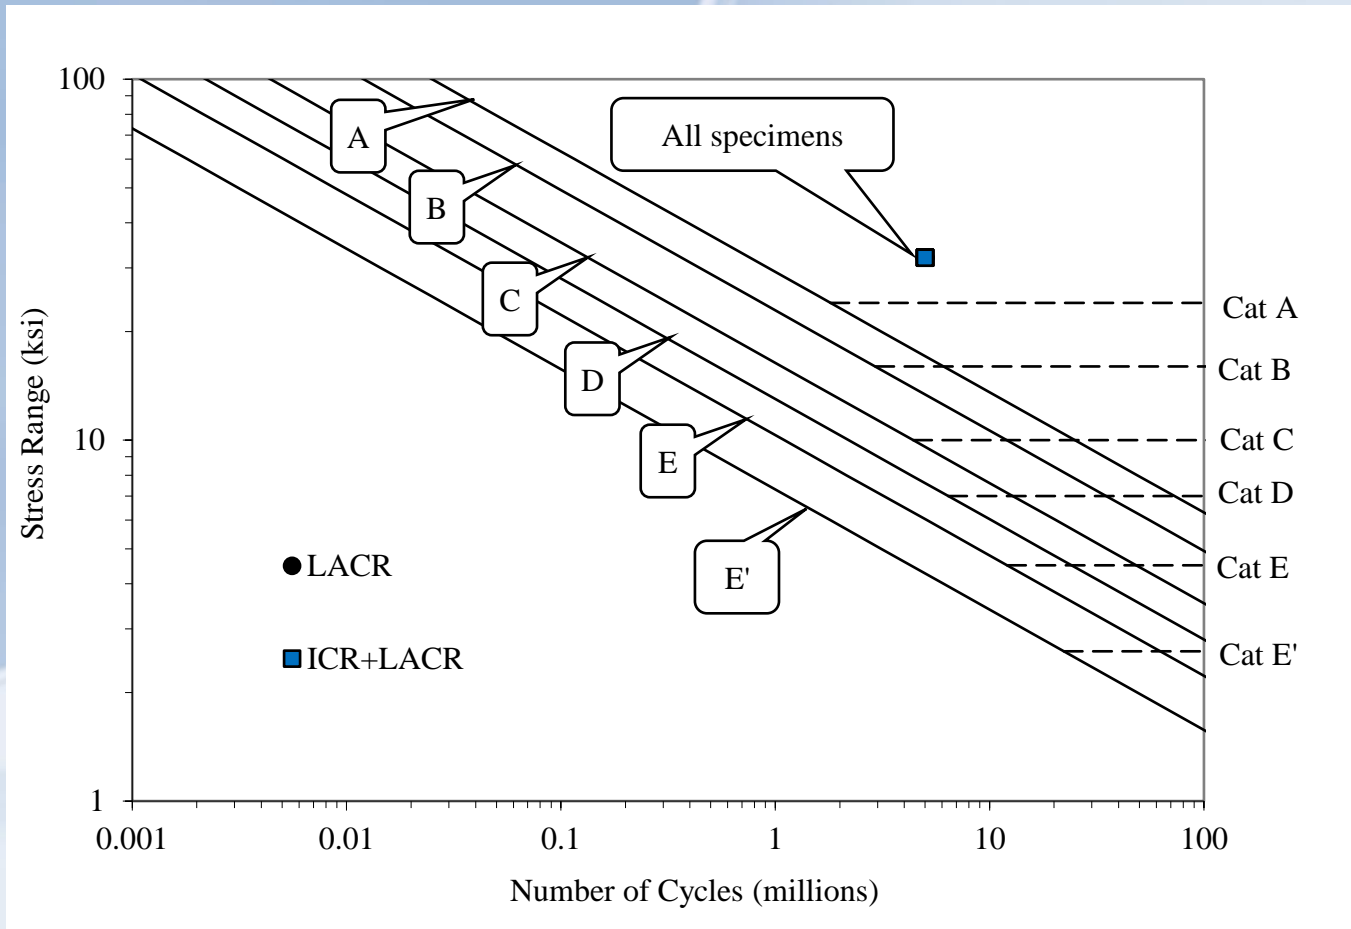 100
A
All specimens
B
C
Cat A
Stress Range (ksi)
D
Cat B
10
E
Cat C
Cat D
LACR
E'
Cat E
ICR+LACR
Cat E'
1
0.001
0.01
0.1
1
10
100
Number of Cycles (millions)